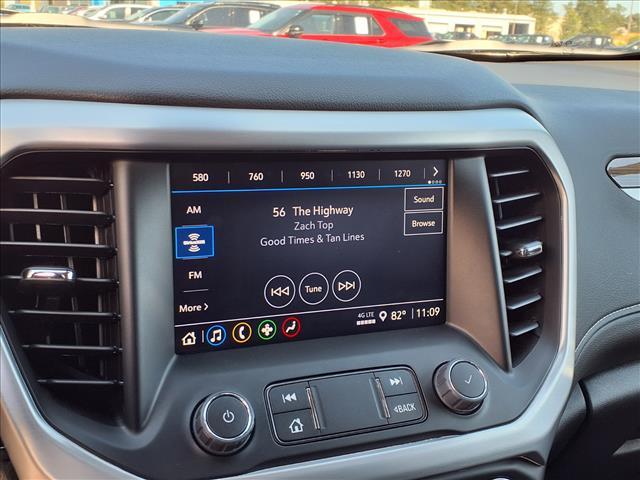 580 | 760 | 950 | 1130 | 1270
AM
56 The Highway
Sound
Zach Top
Browse
Good Times & Tan Lines
FM
Tune
More
4G LTE
82° 11:09
BACK